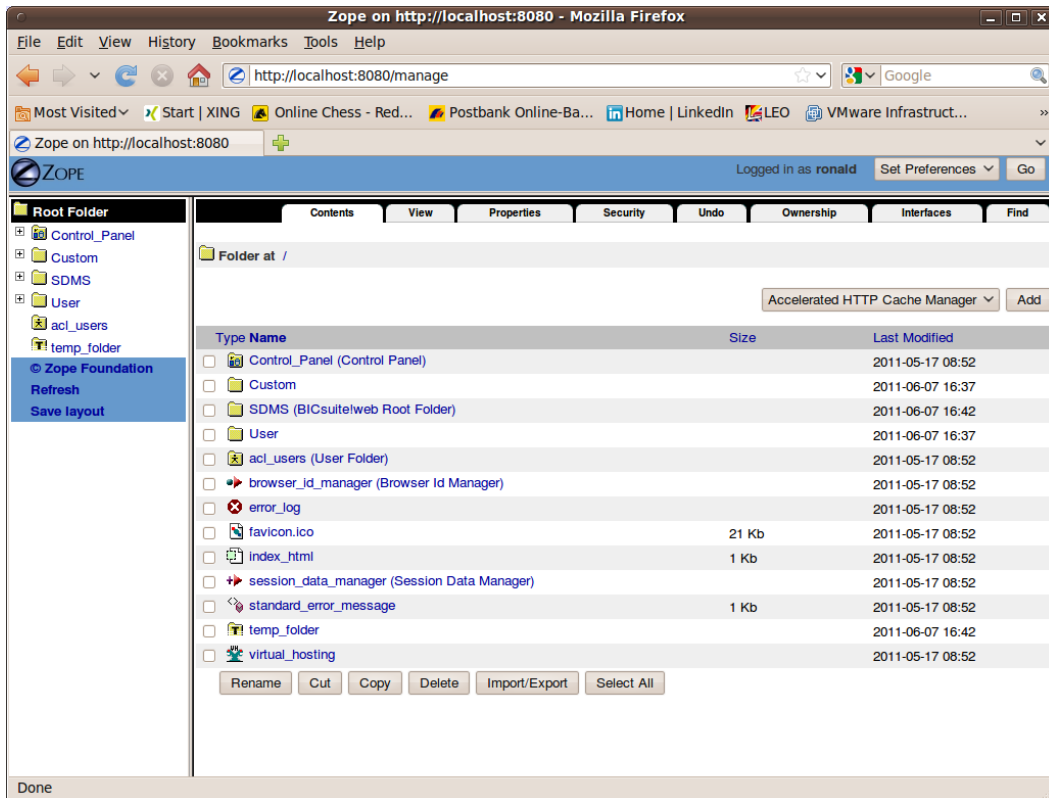 Zope on http://localhost:8080 - Mozilla Firefox
File Edit View History Bookmarks Tools Help
http://localhost:8080/manage
Google
Most Visited
Start | XING
Online Chess - Red...
Postbank Online-Ba...
Home | LinkedIn
LEO
VMware Infrastruct...
»
Zope on http://localhost:8080
ZOPE
Logged in as ronald
Set Preferences
Go
Root Folder
Control_Panel
Custom
SDMS
User
acl_users
temp_folder
© Zope Foundation
Refresh
Save layout
Contents View Properties Security Undo Ownership Interfaces Find
Folder at /
Accelerated HTTP Cache Manager
Add
Type Name Size Last Modified
Control_Panel (Control Panel) 2011-05-17 08:52
Custom 2011-06-07 16:37
SDMS (BICsuite!web Root Folder) 2011-06-07 16:42
User 2011-06-07 16:37
acl_users (User Folder) 2011-05-17 08:52
browser_id_manager (Browser Id Manager) 2011-05-17 08:52
error_log 2011-05-17 08:52
favicon.ico 21 Kb 2011-05-17 08:52
index_html 1 Kb 2011-05-17 08:52
session_data_manager (Session Data Manager) 2011-05-17 08:52
standard_error_message 1 Kb 2011-05-17 08:52
temp_folder 2011-06-07 16:42
virtual_hosting 2011-05-17 08:52
Rename Cut Copy Delete Import/Export Select All
Done